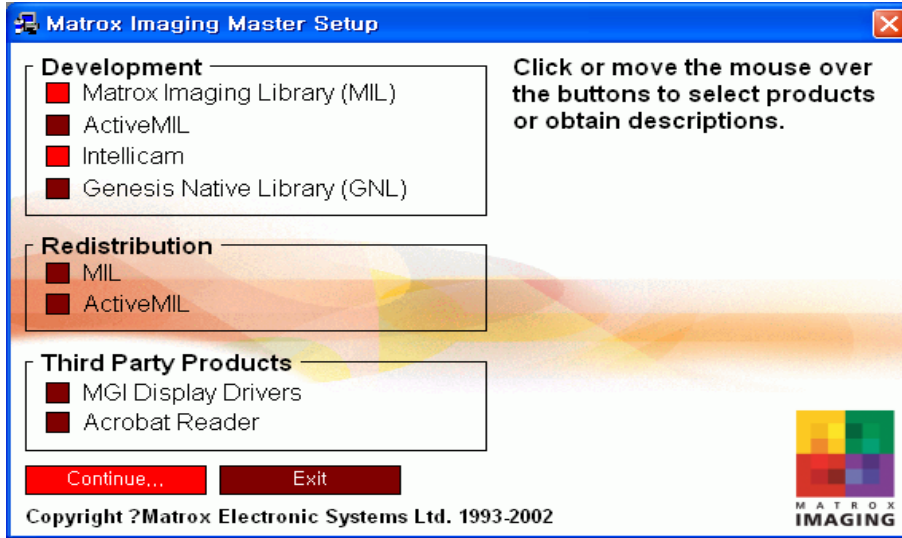 Matrox Imaging Master Setup
Development
Matrox Imaging Library (MIL)
ActiveMIL
Intellicam
Genesis Native Library (GNL)
Click or move the mouse over
the buttons to select products
or obtain descriptions.
Redistribution
MIL
ActiveMIL
Third Party Products
MGI Display Drivers
Acrobat Reader
Continue...
Exit
Copyright ?Matrox Electronic Systems Ltd. 1993-2002
MATROX
IMAGING